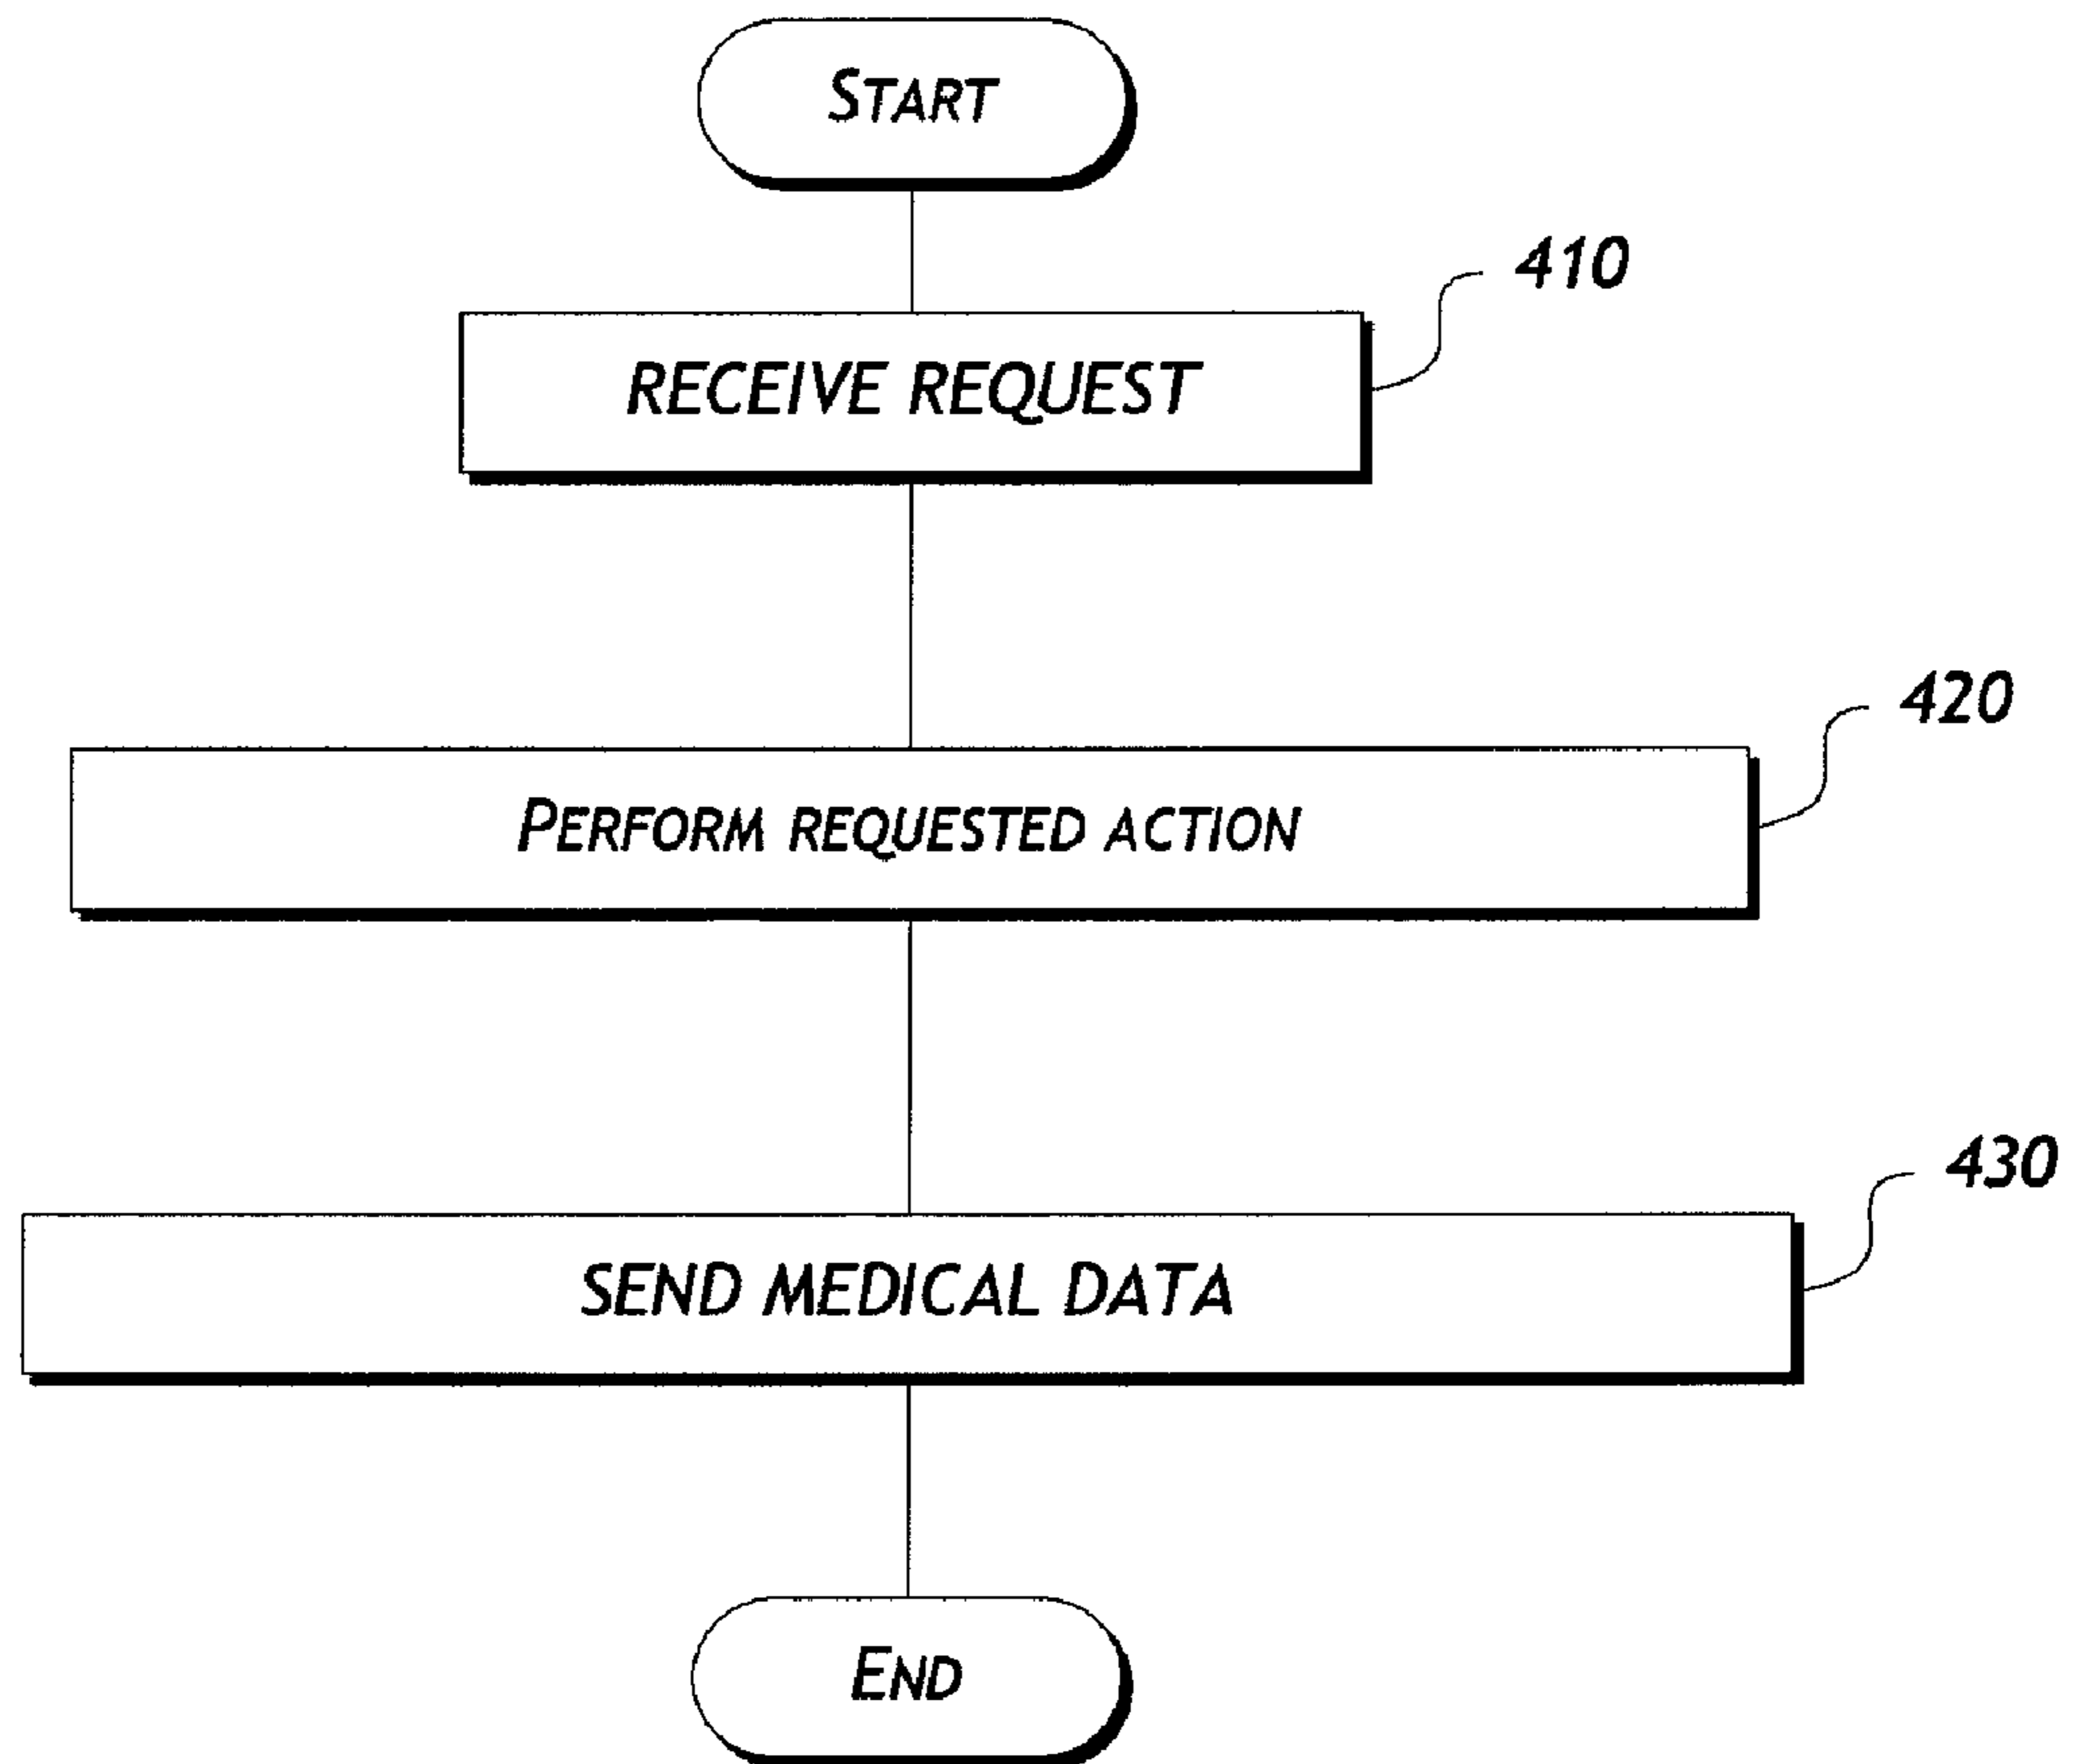 START
410
RECEIVE REQUEST
420
PERFORM REQUESTED ACTION
430
SEND MEDICAL DATA
END